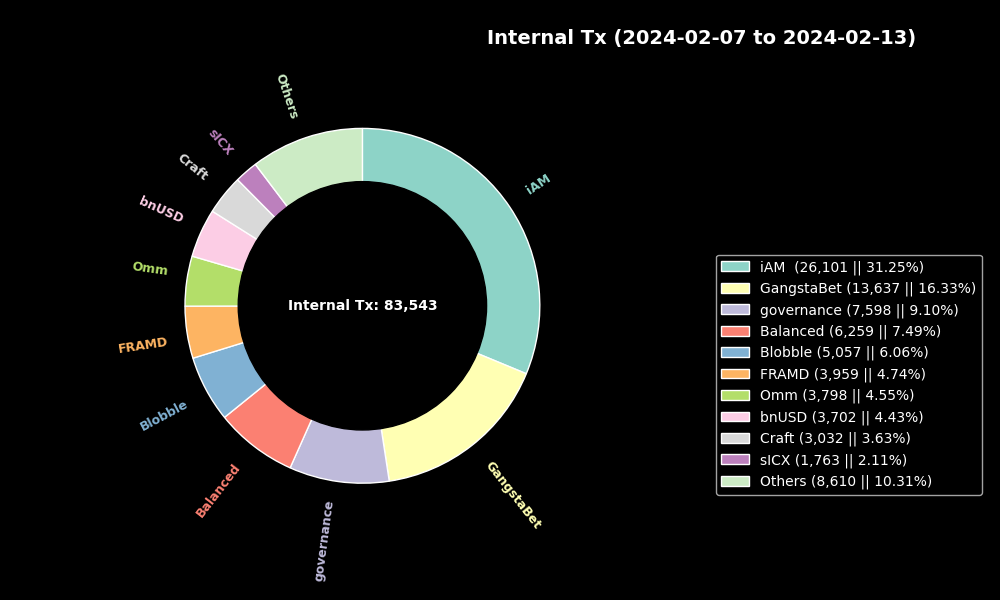 Internal Tx (2024-02-07 to 2024-02-13)
Others
sICX
Craft
bnUSD
Omm
FRAMD
Blobble
Balanced
governance
GangstaBet
iAM
Internal Tx: 83,543
iAM  (26,101 || 31.25%)
GangstaBet (13,637 || 16.33%)
governance (7,598 || 9.10%)
Balanced (6,259 || 7.49%)
Blobble (5,057 || 6.06%)
FRAMD (3,959 || 4.74%)
Omm (3,798 || 4.55%)
bnUSD (3,702 || 4.43%)
Craft (3,032 || 3.63%)
sICX (1,763 || 2.11%)
Others (8,610 || 10.31%)